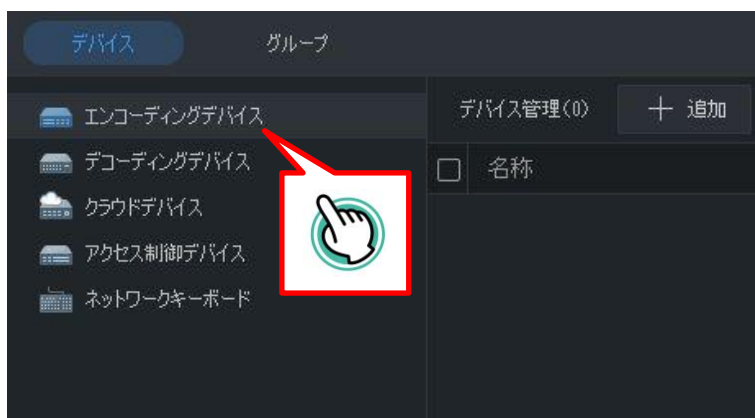 デバイス
グループ
エンコーディングデバイス
デコーディングデバイス
クラウドデバイス
アクセス制御デバイス
ネットワークキーボード
デバイス管理(0)
+ 追加
名称